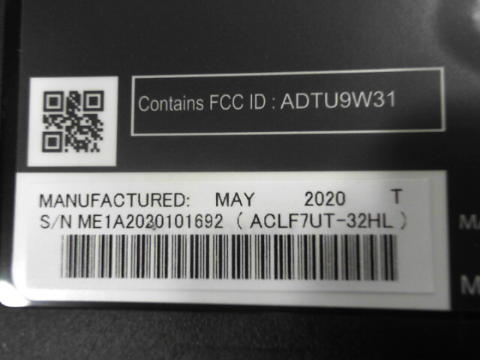 Contains FCC ID : ADTU9W31
MANUFACTURED: MAY 2020 T
S/N ME1A2020101692 ( ACLF7UT-32HL )